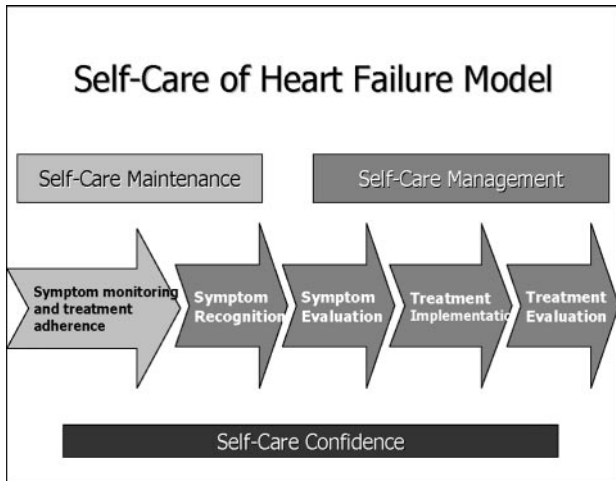 Self-Care of Heart Failure Model
Self-Care Maintenance
Self-Care Management
Symptom monitoring
and treatment
adherence
Symptom
Recognition
Symptom
Evaluation
Treatment
Implementatio
Treatment
Evaluation
Self-Care Confidence